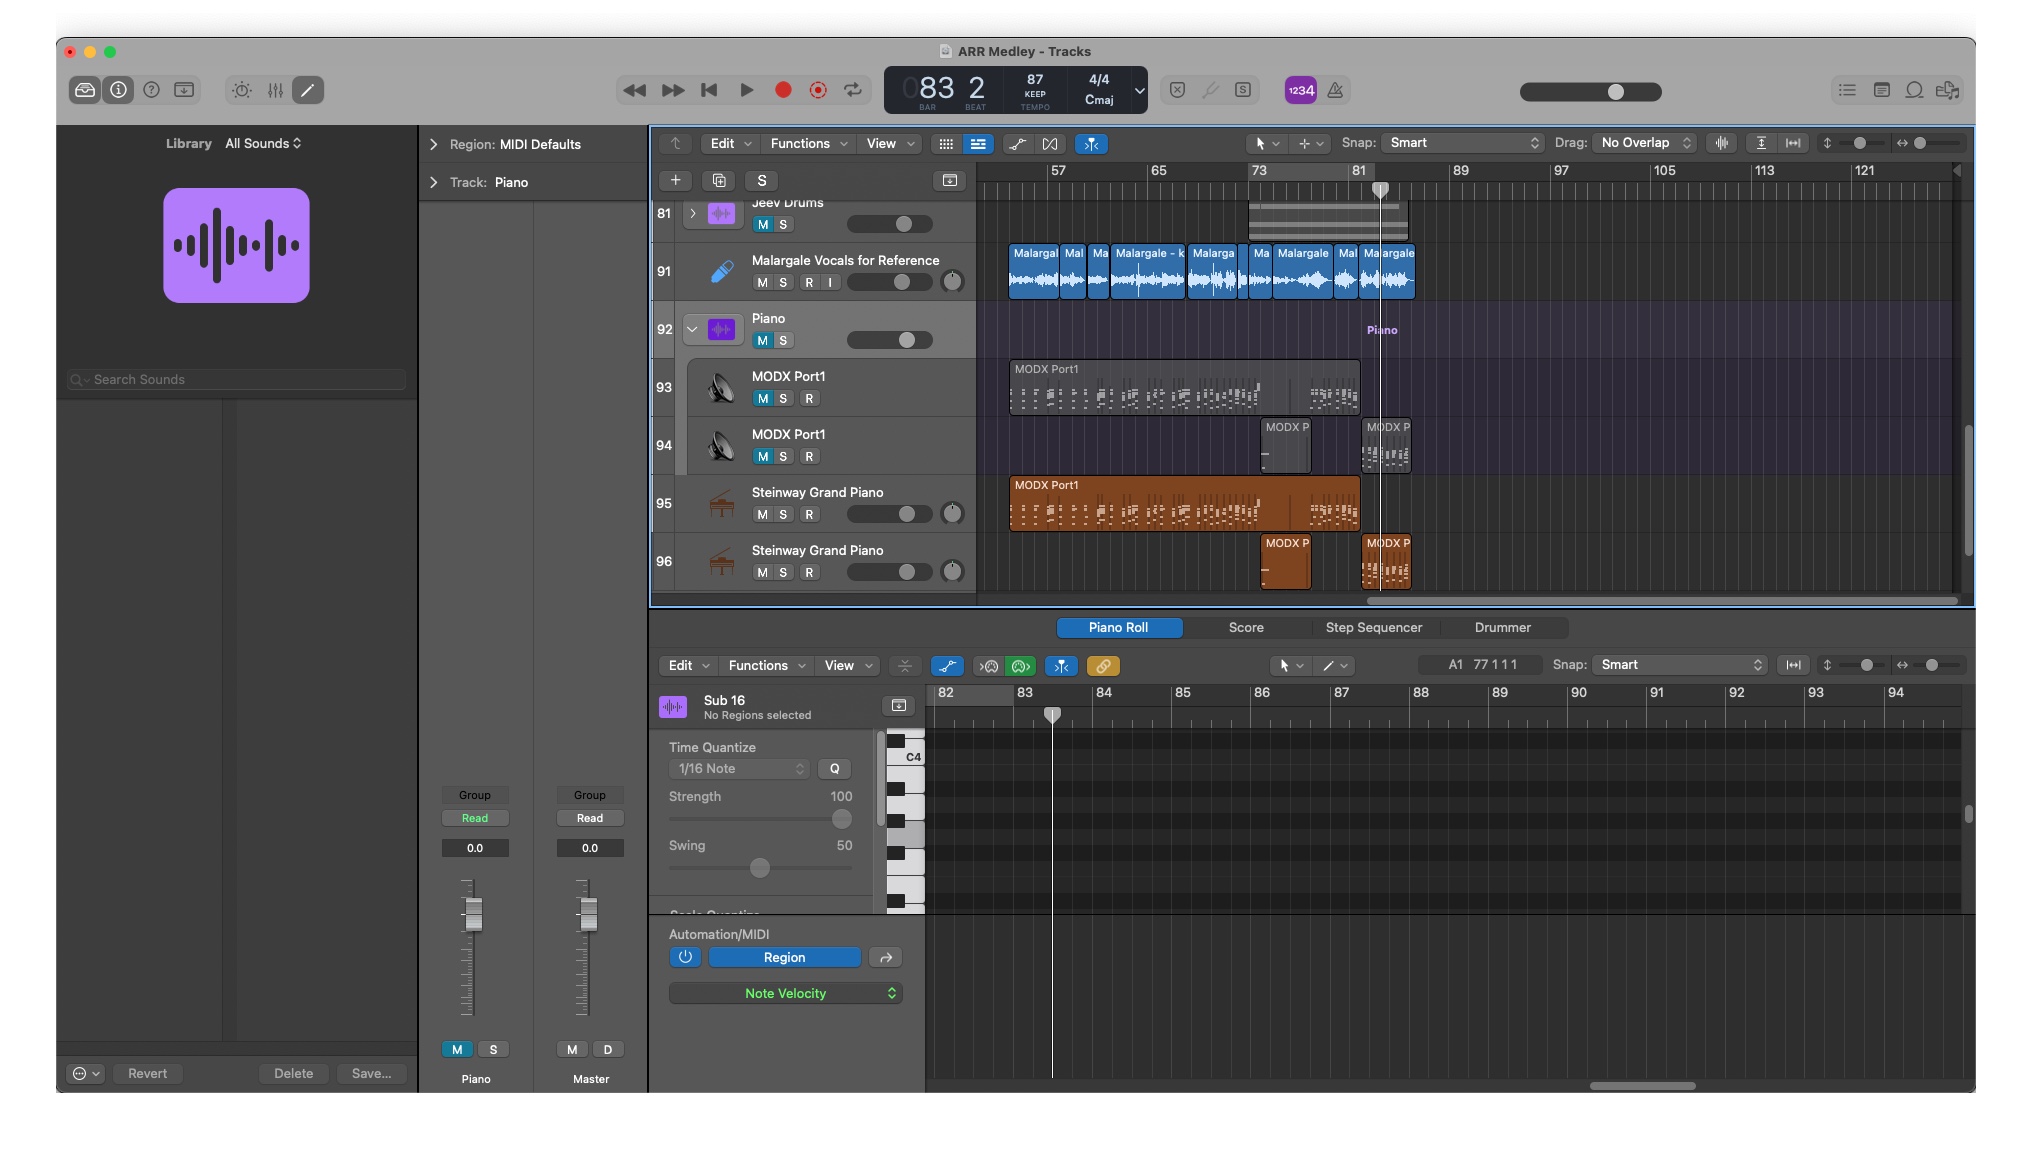 ARR Medley - Tracks
083 2
BAR BEAT
87
KEEP
TEMPO
4/4
Cmaj
S
1234
Library All Sounds
Search Sounds
Revert
Delete
Save...
Region: MIDI Defaults
Track: Piano
Group
Read
0.0
M S
Piano
Group
Read
0.0
M D
Master
Edit Functions View
Snap: Smart
Drag: No Overlap
S
57 65 73 81 89 97 105 113 121
81
Jeev Drums
M S
91
Malargale Vocals for Reference
M S R I
Malargal Mal Ma Malargale - k Malarga Ma Malargale Mal Malargale
92
Piano
M S
Piano
93
MODX Port1
M S R
MODX Port1
94
MODX Port1
M S R
MODX P MODX P
95
Steinway Grand Piano
M S R
MODX Port1
96
Steinway Grand Piano
M S R
MODX P MODX P
Piano Roll Score Step Sequencer Drummer
Edit Functions View
A1 77 1 1 1
Snap: Smart
82 83 84 85 86 87 88 89 90 91 92 93 94
Sub 16
No Regions selected
Time Quantize
1/16 Note
Q
Strength 100
Swing 50
Scale Quantize
C4
Automation/MIDI
Region
Note Velocity